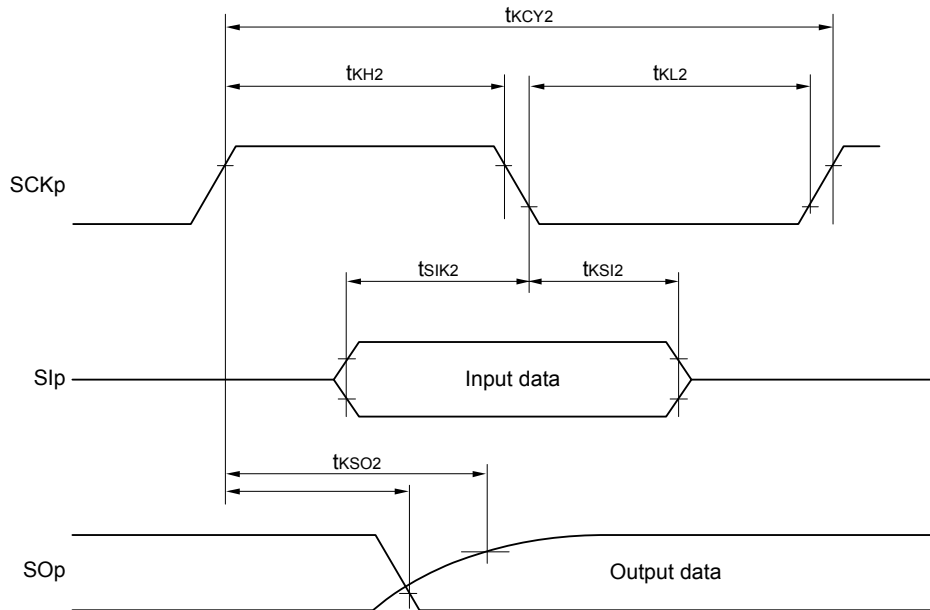 tKCY2
tKH2
tKL2
SCKp
tSIK2
tKSI2
SIp
Input data
tKSO2
SOp
Output data